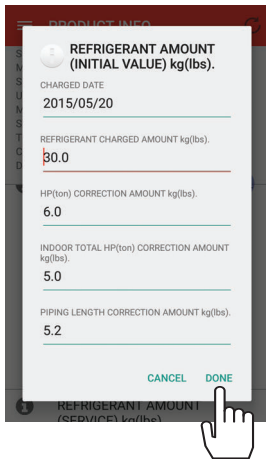 PRODUCT INFO
REFRIGERANT AMOUNT
(INITIAL VALUE) kg(lbs).
CHARGED DATE
2015/05/20
REFRIGERANT CHARGED AMOUNT kg(lbs).
30.0
HP(ton) CORRECTION AMOUNT kg(lbs).
6.0
INDOOR TOTAL HP(ton) CORRECTION AMOUNT
kg(lbs).
5.0
PIPING LENGTH CORRECTION AMOUNT kg(lbs).
5.2
CANCEL DONE
REFRIGERANT AMOUNT
(SERVICE) kg(lbs)